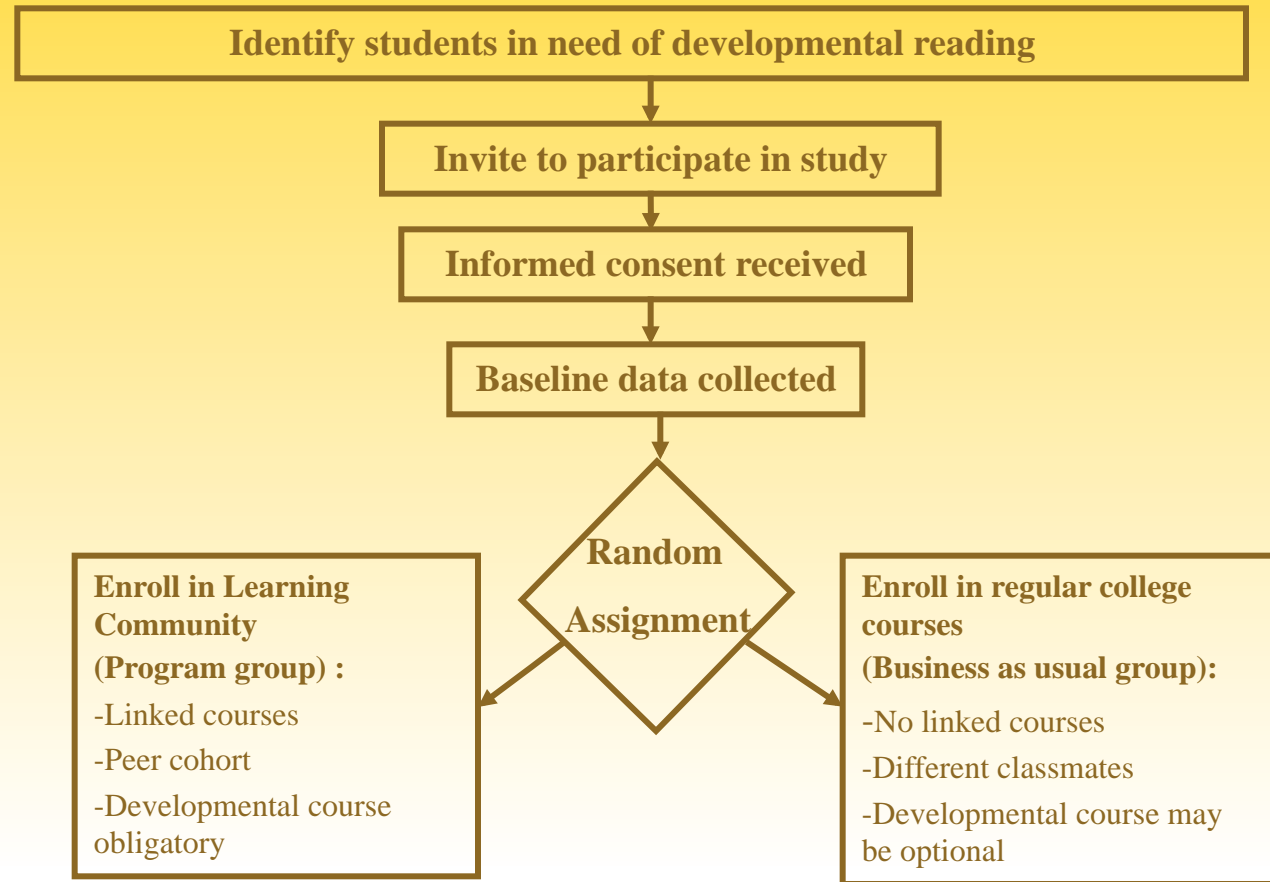 Identify students in need of developmental reading
Invite to participate in study
Informed consent received
Baseline data collected
Random
Assignment
Enroll in Learning
Community
(Program group) :
-Linked courses
-Peer cohort
-Developmental course
obligatory
Enroll in regular college
courses
(Business as usual group):
-No linked courses
-Different classmates
-Developmental course may
be optional